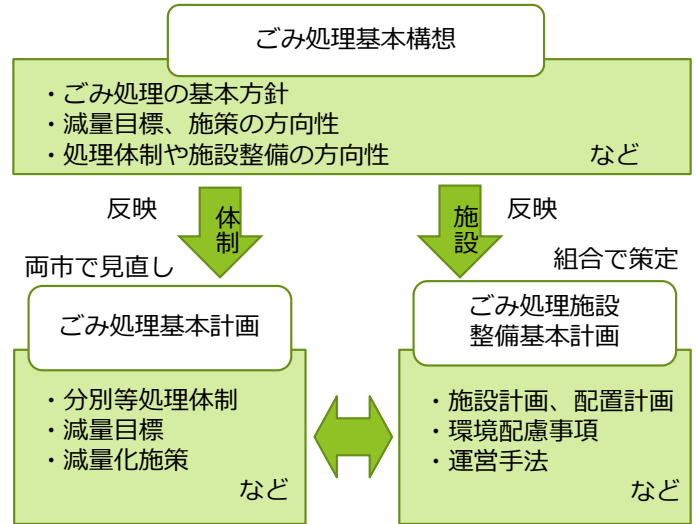 ごみ処理基本構想
・ごみ処理の基本方針
・減量目標、施策の方向性
・処理体制や施設整備の方向性 など
反映
体制
施設
反映
両市で見直し
組合で策定
ごみ処理基本計画
・分別等処理体制
・減量目標
・減量化施策
など
ごみ処理施設
整備基本計画
・施設計画、配置計画
・環境配慮事項
・運営手法
など